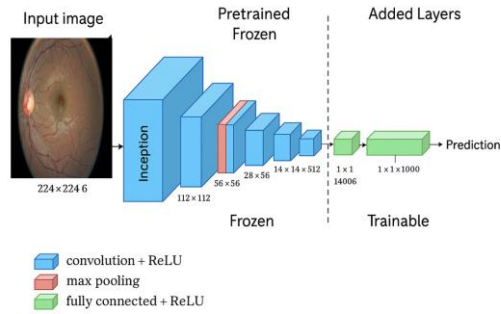 Input image
Pretrained
Frozen
Added Layers
Inception
224×224 6
112×112
56×56
28×56
14×14×512
1×1
14006
1×1×1000
Prediction
Frozen
Trainable
convolution + ReLU
max pooling
fully connected + ReLU